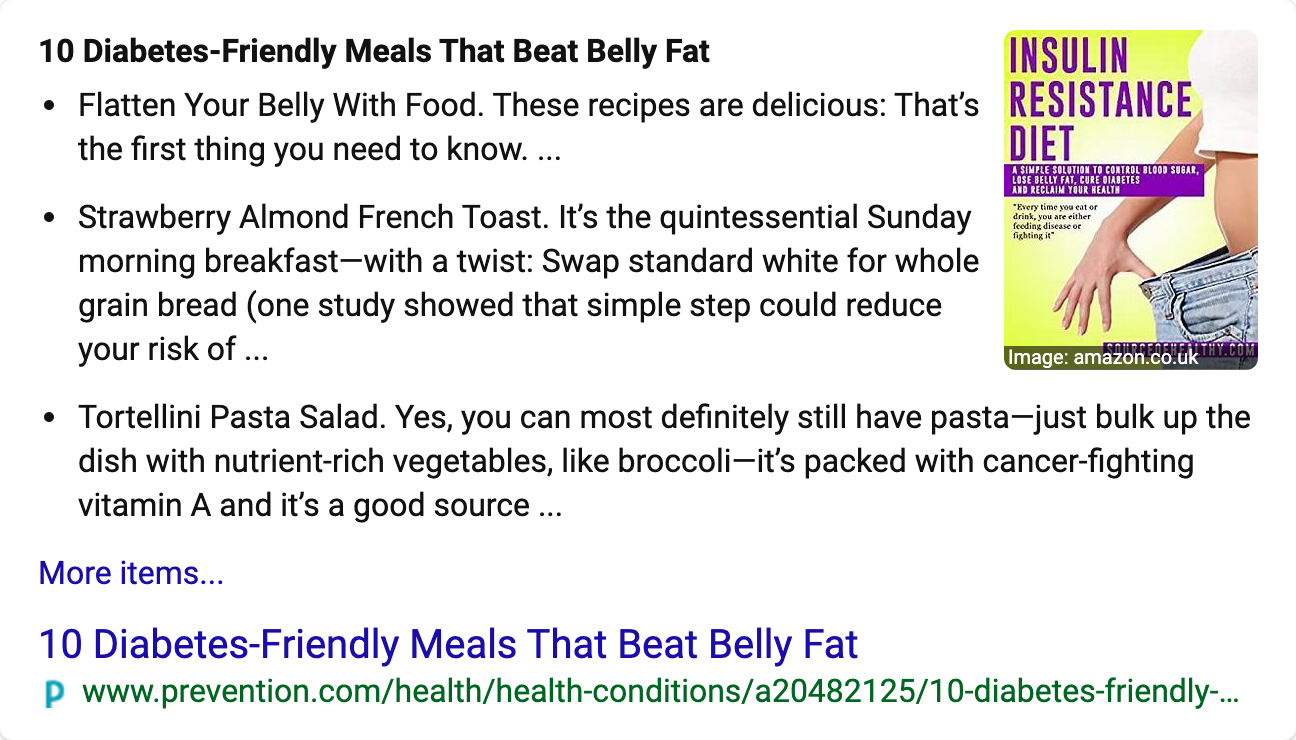 10 Diabetes-Friendly Meals That Beat Belly Fat
• Flatten Your Belly With Food. These recipes are delicious: That’s
the first thing you need to know. ...
• Strawberry Almond French Toast. It’s the quintessential Sunday
morning breakfast—with a twist: Swap standard white for whole
grain bread (one study showed that simple step could reduce
your risk of ...
• Tortellini Pasta Salad. Yes, you can most definitely still have pasta—just bulk up the
dish with nutrient-rich vegetables, like broccoli—it’s packed with cancer-fighting
vitamin A and it’s a good source ...
INSULIN
RESISTANCE
DIET
A SIMPLE SOLUTION TO CONTROL BLOOD SUGAR,
LOSE BELLY FAT, CURE DIABETES
AND RECLAIM YOUR HEALTH
"Every time you eat or
drink, you are either
feeding disease or
fighting it"
SOURCEOFHEALTHY.COM
Image: amazon.co.uk
More items...
10 Diabetes-Friendly Meals That Beat Belly Fat
p www.prevention.com/health/health-conditions/a20482125/10-diabetes-friendly-...